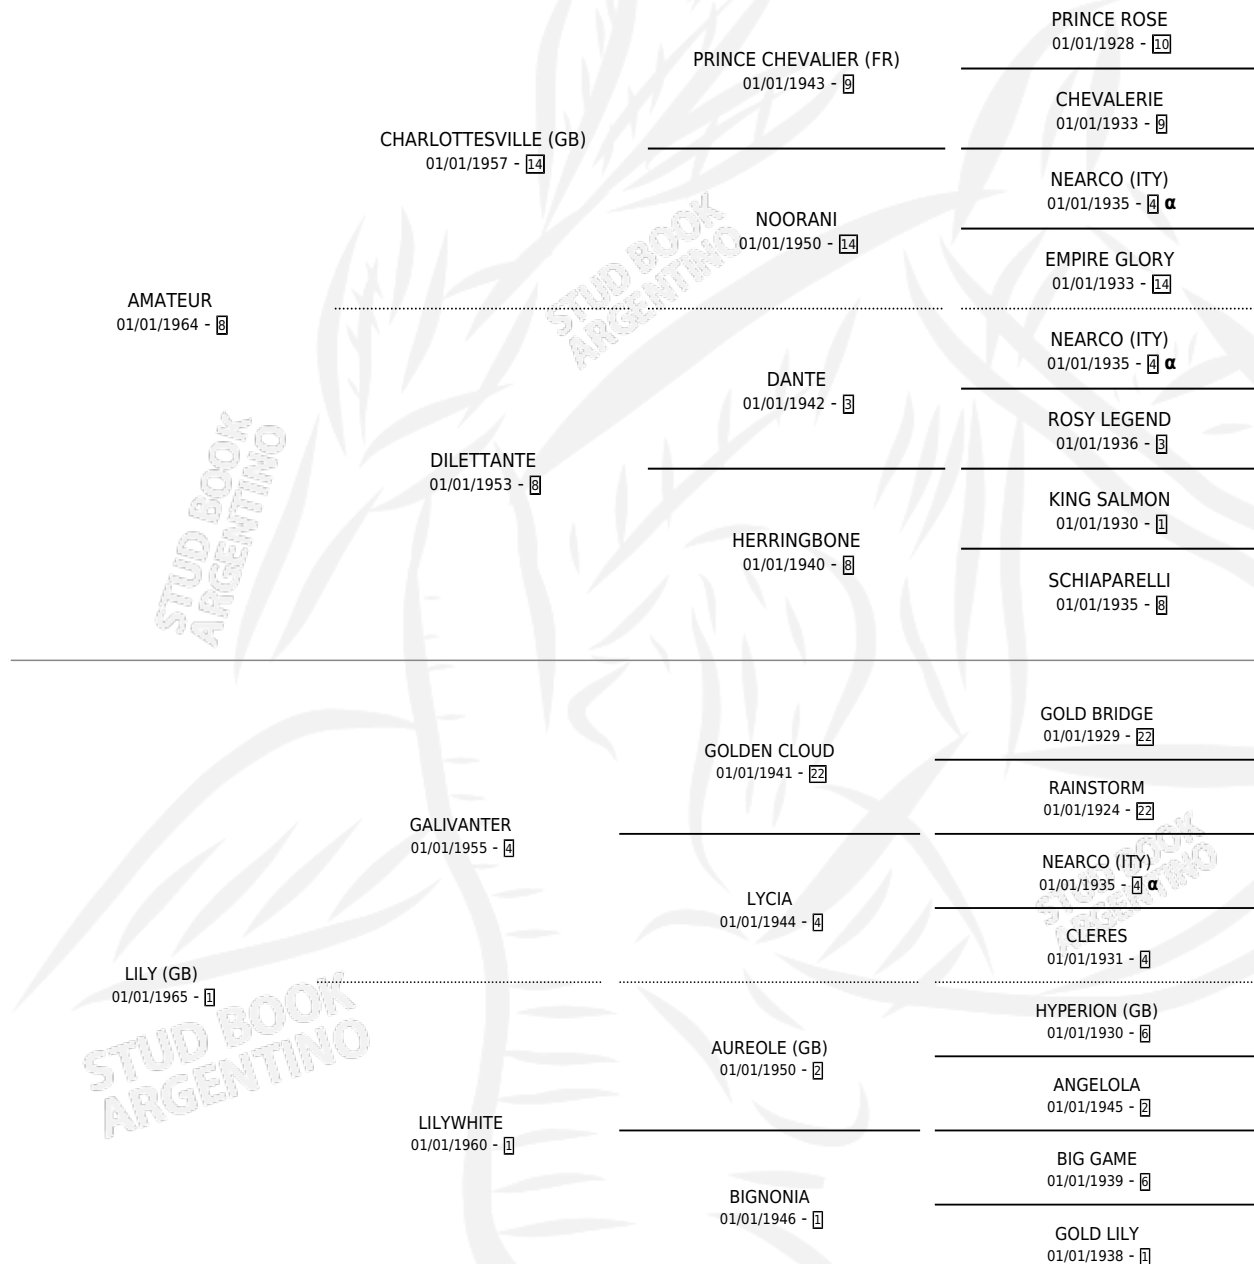 PRINCE ROSE
01/01/1928 - 10
PRINCE CHEVALIER (FR)
01/01/1943 - 9
CHEVALERIE
01/01/1933 - 9
CHARLOTTESVILLE (GB)
01/01/1957 - 14
NEARCO (ITY)
01/01/1935 - 4 α
NOORANI
01/01/1950 - 14
EMPIRE GLORY
01/01/1933 - 14
AMATEUR
01/01/1964 - 8
NEARCO (ITY)
01/01/1935 - 4 α
DANTE
01/01/1942 - 3
ROSY LEGEND
01/01/1936 - 3
DILETTANTE
01/01/1953 - 8
KING SALMON
01/01/1930 - 1
HERRINGBONE
01/01/1940 - 8
SCHIAPARELLI
01/01/1935 - 8
STUD BOOK
ARGENTINO
STUD BOOK
ARGENTINO
GOLD BRIDGE
01/01/1929 - 22
GOLDEN CLOUD
01/01/1941 - 22
RAINSTORM
01/01/1924 - 22
GALIVANTER
01/01/1955 - 4
NEARCO (ITY)
01/01/1935 - 4 α
LYCIA
01/01/1944 - 4
CLERES
01/01/1931 - 4
STUD BOOK
ARGENTINO
LILY (GB)
01/01/1965 - 1
STUD BOOK
ARGENTINO
HYPERION (GB)
01/01/1930 - 6
AUREOLE (GB)
01/01/1950 - 2
ANGELOLA
01/01/1945 - 2
LILYWHITE
01/01/1960 - 1
BIG GAME
01/01/1939 - 6
BIGNONIA
01/01/1946 - 1
GOLD LILY
01/01/1938 - 1